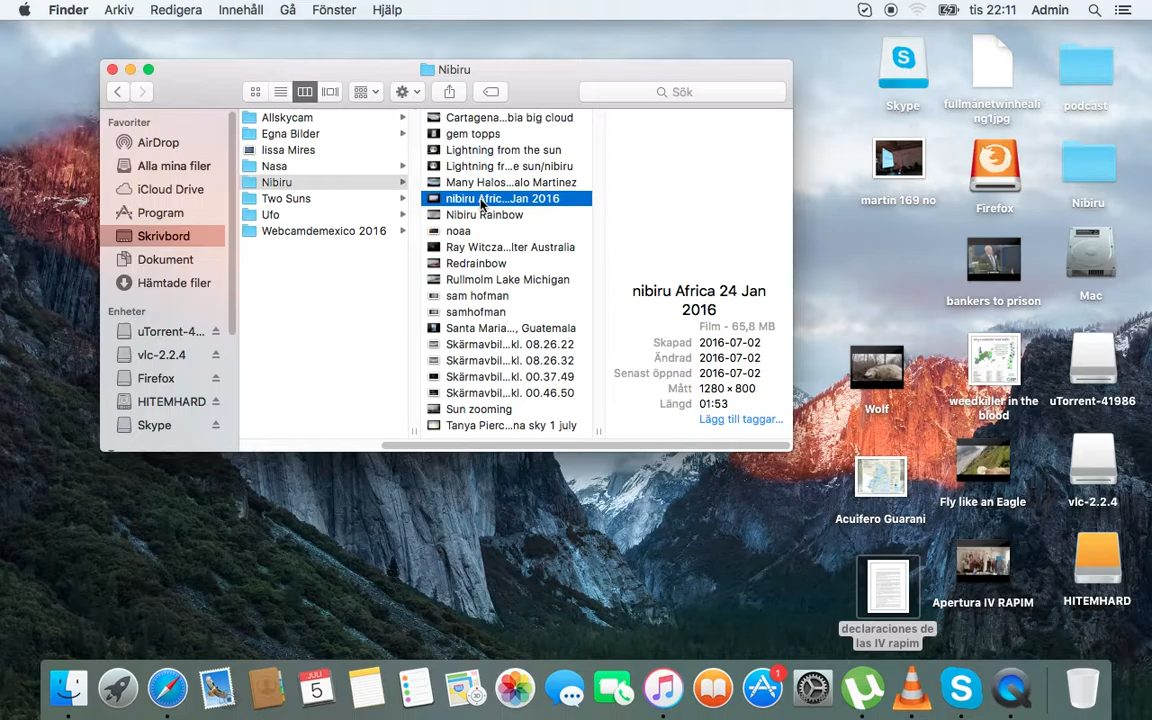 Finder Arkiv Redigera Innehåll Gå Fönster Hjälp tis 22:11 Admin
Nibiru
Sök
Favoriter
AirDrop
Alla mina filer
iCloud Drive
Program
Skrivbord
Dokument
Hämtade filer
Enheter
uTorrent-4...
vlc-2.2.4
Firefox
HITEMHARD
Skype
Allskycam
Egna Bilder
lissa Mires
Nasa
Nibiru
Two Suns
Ufo
Webcamdemexico 2016
Cartagena...bia big cloud
gem topps
Lightning from the sun
Lightning fr...e sun/nibiru
Many Halos...alo Martinez
nibiru Afric...Jan 2016
Nibiru Rainbow
noaa
Ray Witcza...lter Australia
Redrainbow
Rullmolm Lake Michigan
sam hofman
samhofman
Santa Maria..., Guatemala
Skärmavbil...kl. 08.26.22
Skärmavbil...kl. 08.26.32
Skärmavbil...kl. 00.37.49
Skärmavbil...kl. 00.46.50
Sun zooming
Tanya Pierc...na sky 1 july
nibiru Africa 24 Jan
2016
Film - 65,8 MB
Skapad 2016-07-02
Ändrad 2016-07-02
Senast öppnad 2016-07-02
Mått 1280 × 800
Längd 01:53
Lägg till taggar...
Skype
fullmånetwinheali
ng1jpg
podcast
martin 169 no
Firefox
Nibiru
bankers to prison
Mac
Wolf
weedkiller in the
blood
uTorrent-41986
Acuifero Guarani
Fly like an Eagle
vlc-2.2.4
declaraciones de
las IV rapim
Apertura IV RAPIM
HITEMHARD
JULI
5
1